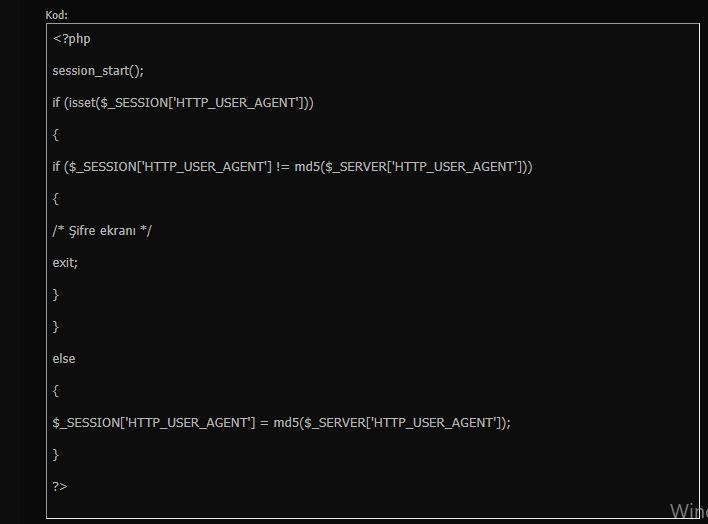 Kod:
<?php
session_start();
if (isset($_SESSION['HTTP_USER_AGENT']))
{
if ($_SESSION['HTTP_USER_AGENT'] != md5($_SERVER['HTTP_USER_AGENT']))
{
/* Şifre ekranı */
exit;
}
}
else
{
$_SESSION['HTTP_USER_AGENT'] = md5($_SERVER['HTTP_USER_AGENT']);
}
?>